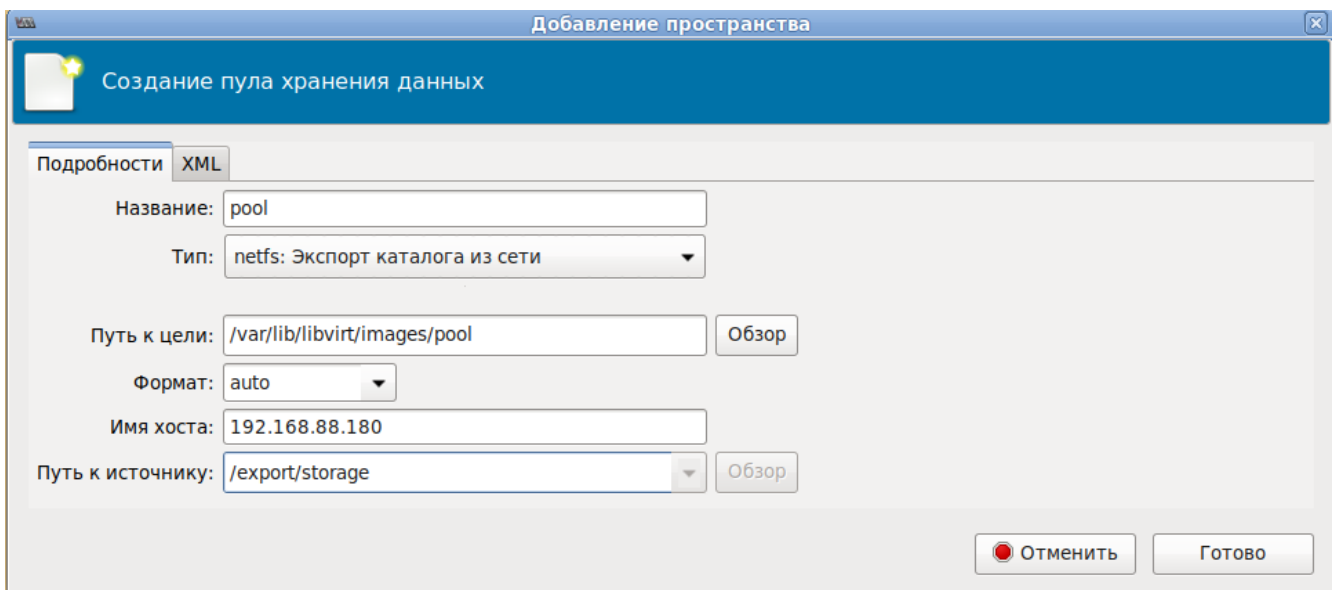 Добавление пространства
Создание пула хранения данных
Подробности XML
Название: pool
Тип: netfs: Экспорт каталога из сети
Путь к цели: /var/lib/libvirt/images/pool Обзор
Формат: auto
Имя хоста: 192.168.88.180
Путь к источнику: /export/storage Обзор
Отменить Готово